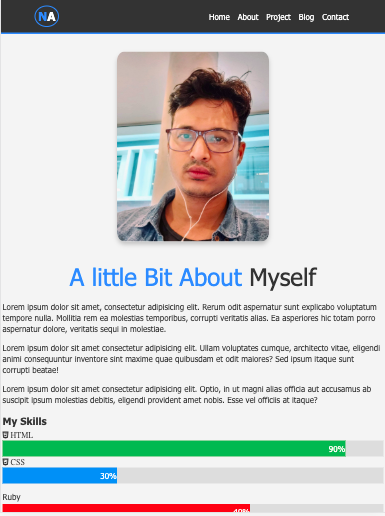 NA
Home About Project Blog Contact
A little Bit About Myself
Lorem ipsum dolor sit amet, consectetur adipisicing elit. Rerum odit aspernatur sunt explicabo voluptatum
tempore nulla. Mollitia rem ea molestias temporibus, corrupti veritatis alias. Ea asperiores hic totam porro
aspernatur dolore, veritatis sequi in molestiae.
Lorem ipsum dolor sit amet consectetur adipisicing elit. Ullam voluptates cumque, architecto vitae, eligendi
animi consequuntur inventore sint maxime quae quibusdam et odit maiores? Sed ipsum itaque sunt
corrupti beatae!
Lorem ipsum dolor sit amet consectetur adipisicing elit. Optio, in ut magni alias officia aut accusamus ab
suscipit ipsum molestias debitis, eligendi provident amet nobis. Esse vel officiis at itaque?
My Skills
HTML
90%
CSS
30%
Ruby